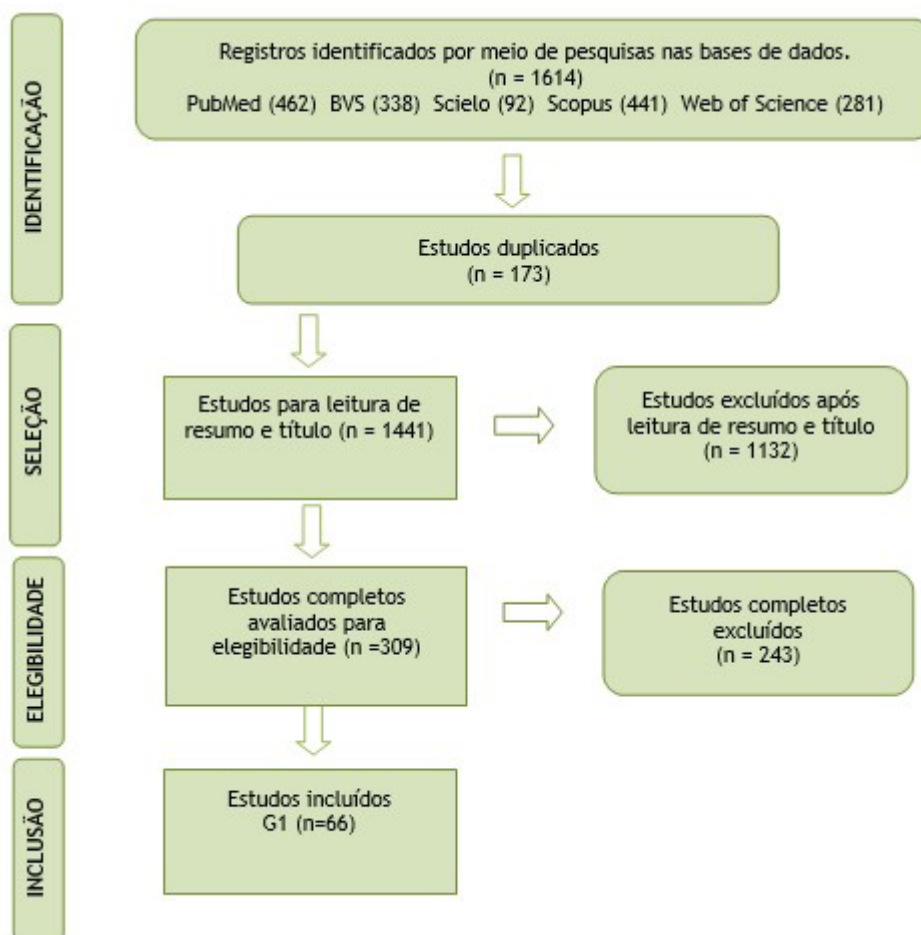 IDENTIFICAÇÃO
Registros identificados por meio de pesquisas nas bases de dados.
(n = 1614)
PubMed (462) BVS (338) Scielo (92) Scopus (441) Web of Science (281)
Estudos duplicados
(n = 173)
SELEÇÃO
Estudos para leitura de
resumo e título (n = 1441)
Estudos excluídos após
leitura de resumo e título
(n = 1132)
ELEGIBILIDADE
Estudos completos
avaliados para
elegibilidade (n =309)
Estudos completos
excluídos
(n = 243)
INCLUSÃO
Estudos incluídos
G1 (n=66)